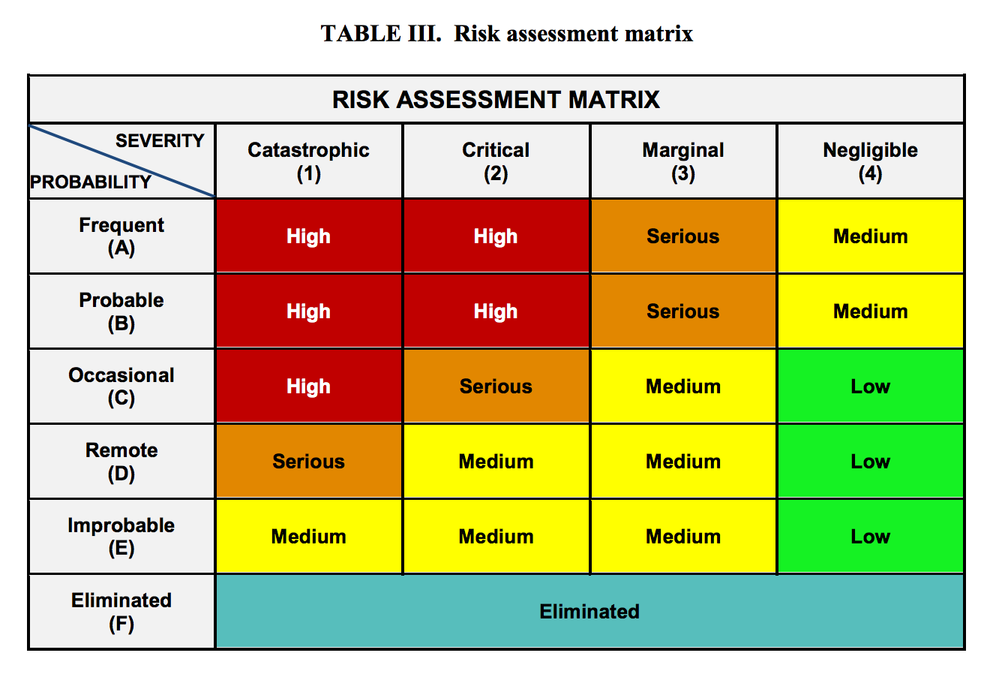 TABLE III. Risk assessment matrix
RISK ASSESSMENT MATRIX
SEVERITY
PROBABILITY
Catastrophic
(1)
Critical
(2)
Marginal
(3)
Negligible
(4)
Frequent
(A)
High
High
Serious
Medium
Probable
(B)
High
High
Serious
Medium
Occasional
(C)
High
Serious
Medium
Low
Remote
(D)
Serious
Medium
Medium
Low
Improbable
(E)
Medium
Medium
Medium
Low
Eliminated
(F)
Eliminated